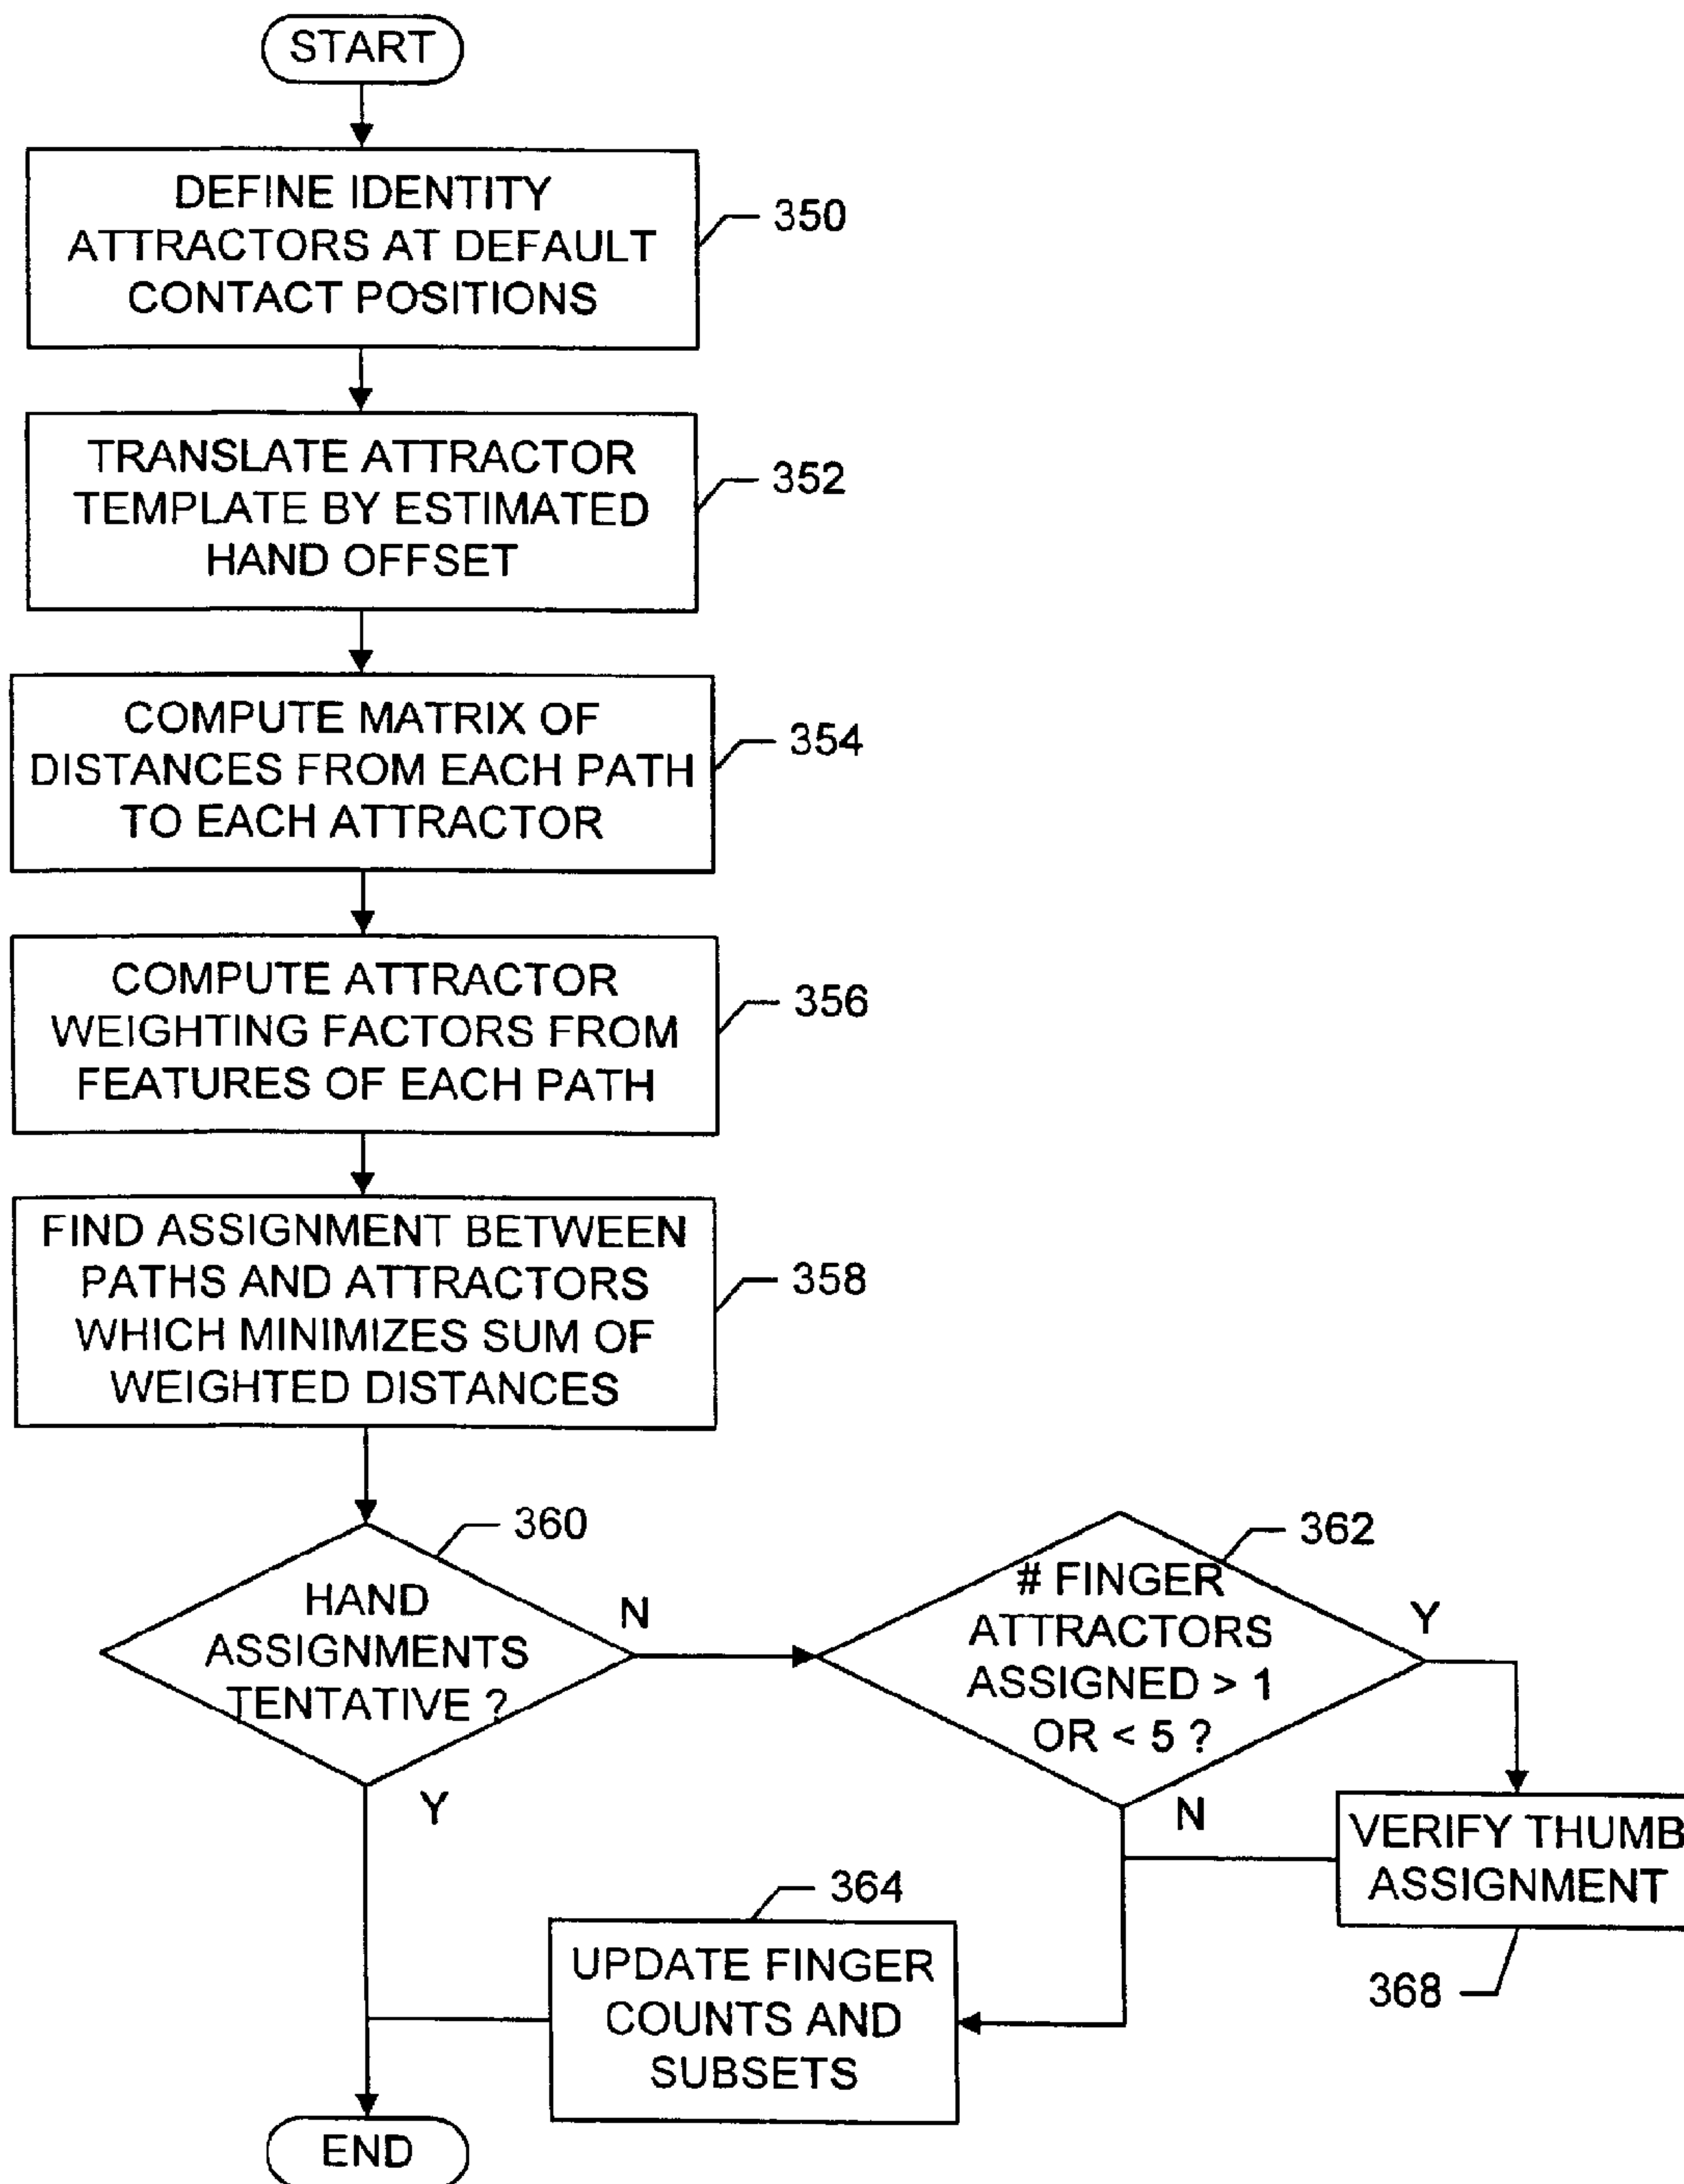 START
DEFINE IDENTITY
ATTRACTORS AT DEFAULT
CONTACT POSITIONS
350
TRANSLATE ATTRACTOR
TEMPLATE BY ESTIMATED
HAND OFFSET
352
COMPUTE MATRIX OF
DISTANCES FROM EACH PATH
TO EACH ATTRACTOR
354
COMPUTE ATTRACTOR
WEIGHTING FACTORS FROM
FEATURES OF EACH PATH
356
FIND ASSIGNMENT BETWEEN
PATHS AND ATTRACTORS
WHICH MINIMIZES SUM OF
WEIGHTED DISTANCES
358
360
HAND
ASSIGNMENTS
TENTATIVE ?
N
Y
362
# FINGER
ATTRACTORS
ASSIGNED > 1
OR < 5 ?
Y
N
VERIFY THUMB
ASSIGNMENT
368
364
UPDATE FINGER
COUNTS AND
SUBSETS
END